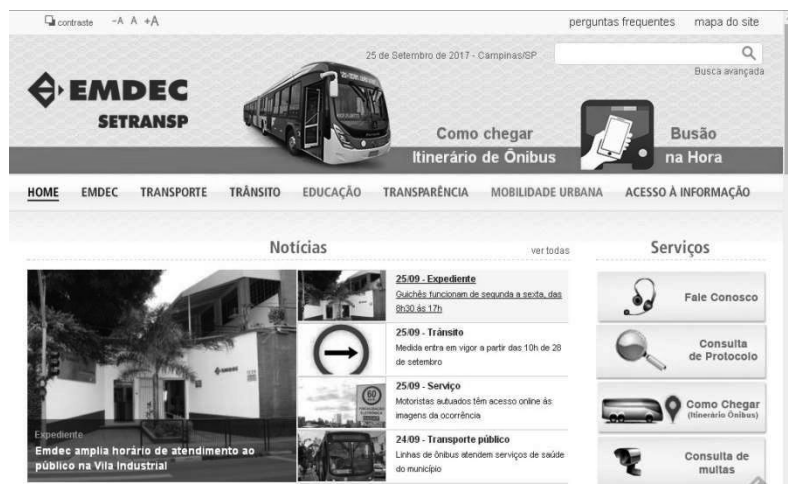 contraste -A A +A
perguntas frequentes mapa do site
25 de Setembro de 2017 - Campinas/SP
Busca avançada
EMDEC
SETRANSP
Como chegar
Itinerário de Ônibus
Busão
na Hora
HOME EMDEC TRANSPORTE TRÂNSITO EDUCAÇÃO TRANSPARÊNCIA MOBILIDADE URBANA ACESSO À INFORMAÇÃO
Notícias
ver todas
Expediente
Emdec amplia horário de atendimento ao
público na Vila Industrial
25/09 - Expediente
Guichês funcionam de segunda a sexta, das
8h30 às 17h
25/09 - Trânsito
Medida entra em vigor a partir das 10h de 28
de setembro
25/09 - Serviço
Motoristas autuados têm acesso online às
imagens da ocorrência
60
24/09 - Transporte público
Linhas de ônibus atendem serviços de saúde
do município
Serviços
Fale Conosco
Consulta
de Protocolo
Como Chegar
(Itinerário Ônibus)
Consulta de
multas